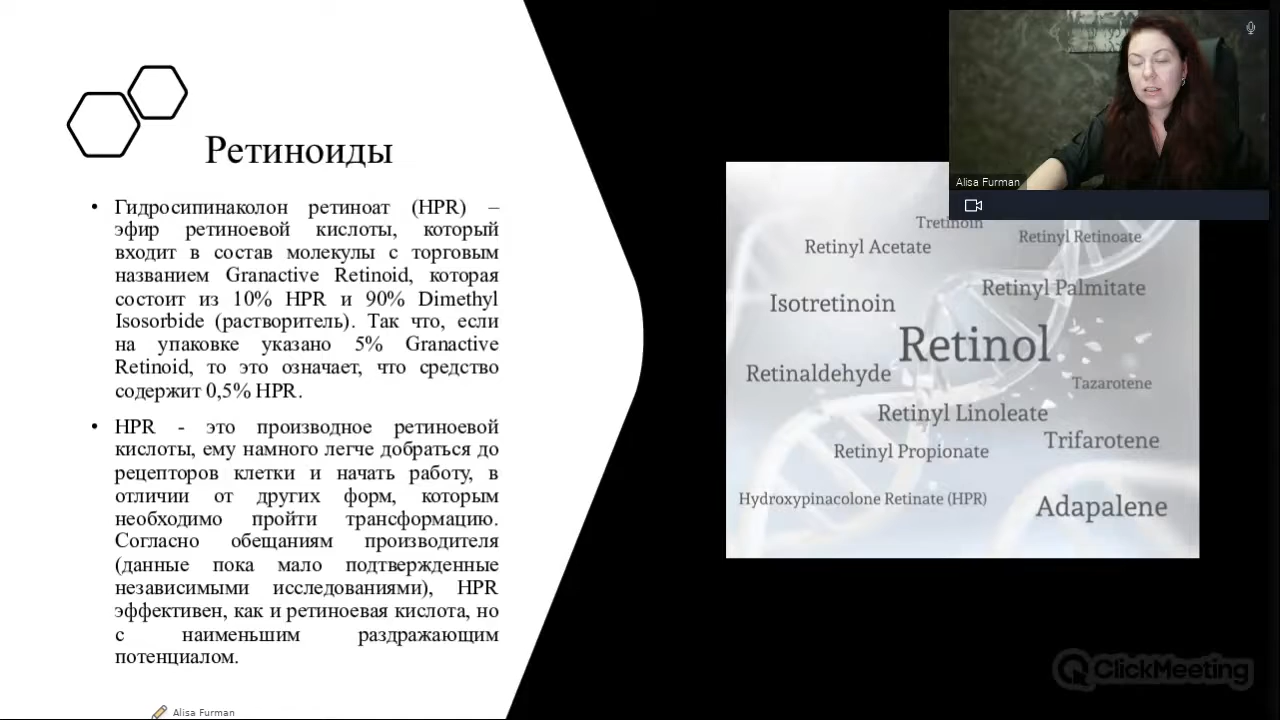 Ретиноиды
• Гидросипинаколон ретиноат (HPR) –
эфир ретиноевой кислоты, который
входит в состав молекулы с торговым
названием Granactive Retinoid, которая
состоит из 10% HPR и 90% Dimethyl
Isosorbide (растворитель). Так что, если
на упаковке указано 5% Granactive
Retinoid, то это означает, что средство
содержит 0,5% HPR.
• HPR - это производное ретиноевой
кислоты, ему намного легче добраться до
рецепторов клетки и начать работу, в
отличии от других форм, которым
необходимо пройти трансформацию.
Согласно обещаниям производителя
(данные пока мало подтвержденные
независимыми исследованиями), HPR
эффективен, как и ретиноевая кислота, но
с наименьшим раздражающим
потенциалом.
Alisa Furman
Alisa Furman
Tretinoin
Retinyl Acetate
Retinyl Retinoate
Retinyl Palmitate
Isotretinoin
Retinol
Retinaldehyde
Tazarotene
Retinyl Linoleate
Trifarotene
Retinyl Propionate
Hydroxypinacolone Retinate (HPR)
Adapalene
ClickMeeting